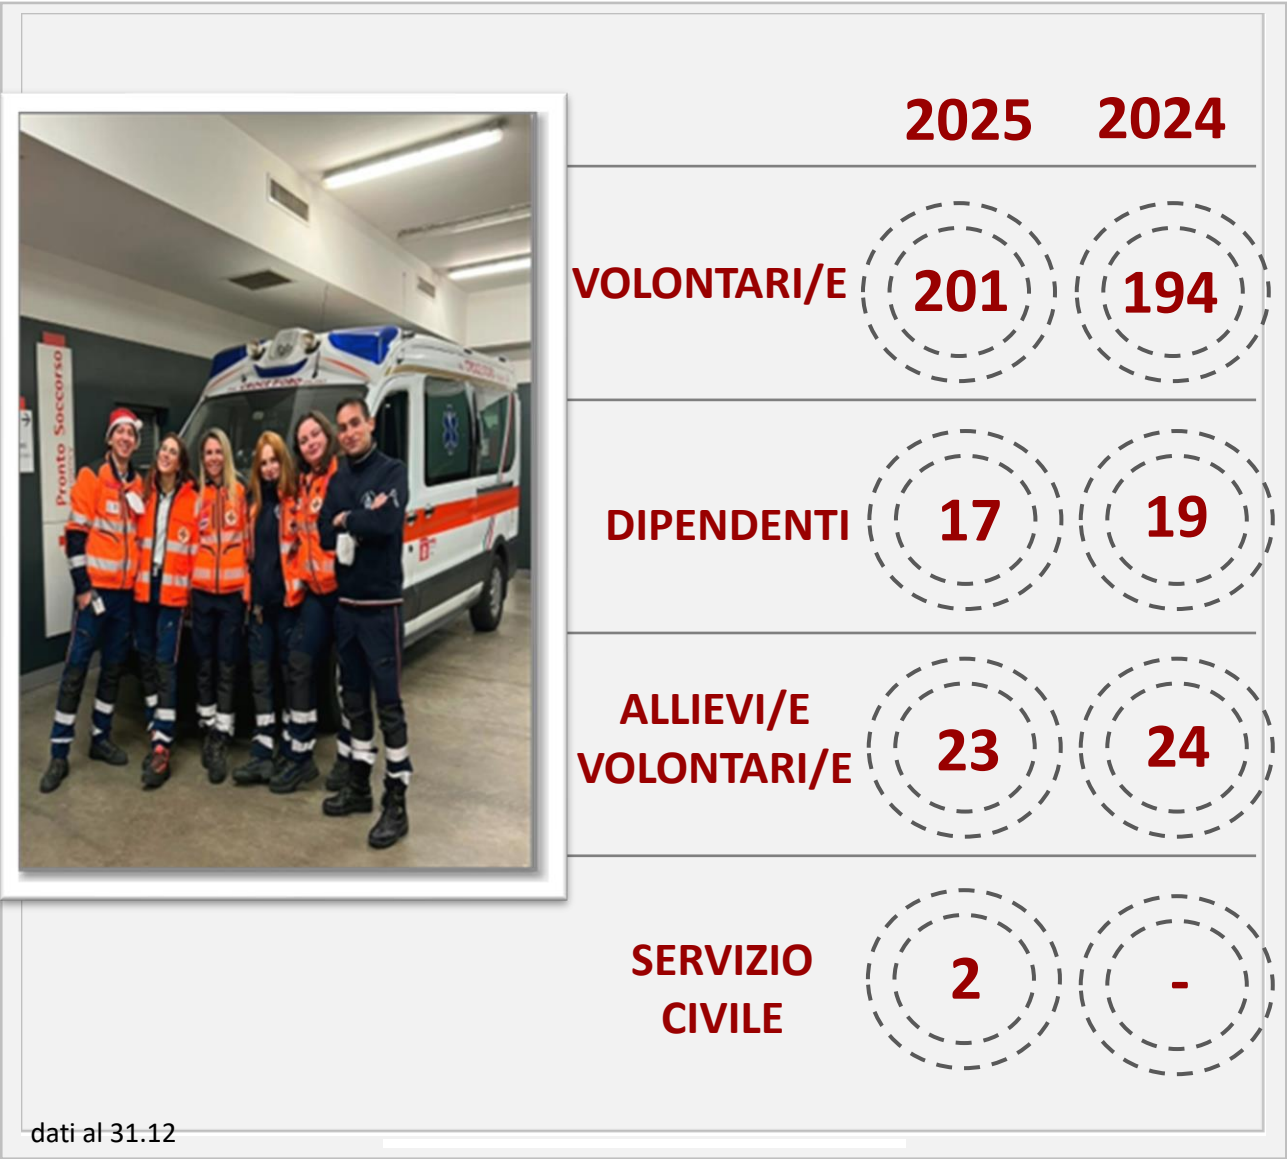 2025 2024
VOLONTARI/E 201 194
DIPENDENTI 17 19
ALLIEVI/E
VOLONTARI/E 23 24
SERVIZIO
CIVILE 2 -
Pronto Soccorso
dati al 31.12